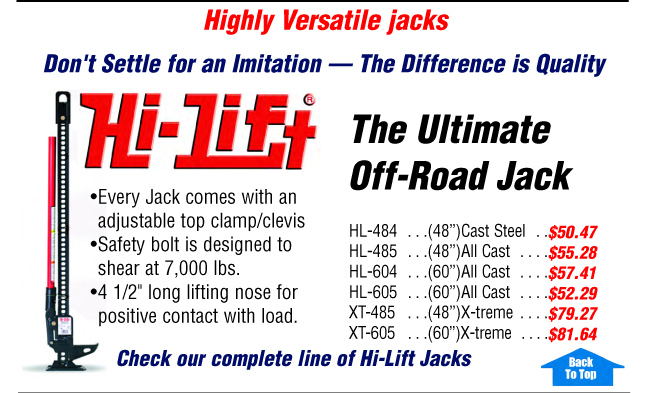 Highly Versatile jacks
Don't Settle for an Imitation — The Difference is Quality
Hi-Lift®
•Every Jack comes with an
adjustable top clamp/clevis
•Safety bolt is designed to
shear at 7,000 lbs.
•4 1/2" long lifting nose for
positive contact with load.
The Ultimate
Off-Road Jack
HL-484 . . .(48”)Cast Steel . .$50.47
HL-485 . . .(48”)All Cast . . . .$55.28
HL-604 . . .(60”)All Cast . . . .$57.41
HL-605 . . .(60”)All Cast . . . .$52.29
XT-485 . . .(48”)X-treme . . . .$79.27
XT-605 . . .(60”)X-treme . . . .$81.64
Check our complete line of Hi-Lift Jacks
Back
To Top